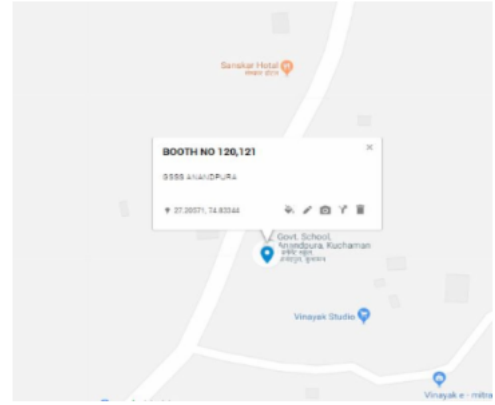 Sanskar Hotal
BOOTH NO 120,121
GSSS ANANDPURA
27.20071, 74.83344
Govt. School,
Anandpura, Kuchaman
Vinayak Studio
Vinayak e - mitra